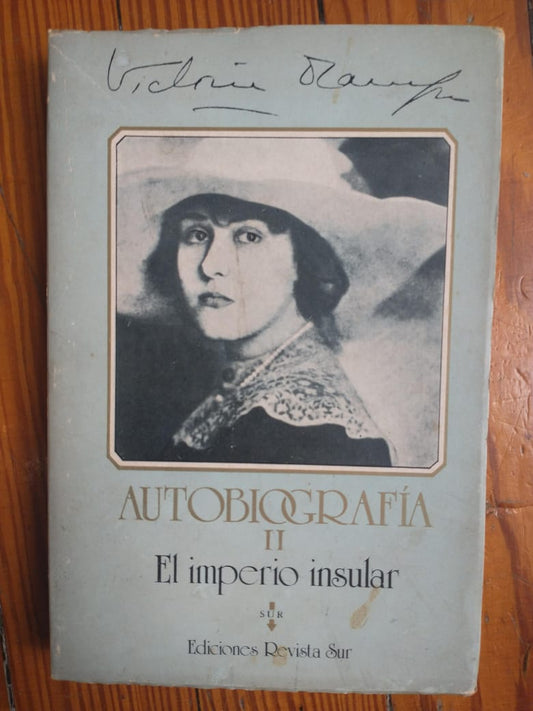 Victoria Ocampo
AUTOBIOGRAFÍA
II
El imperio insular
SUR
Ediciones Revista Sur